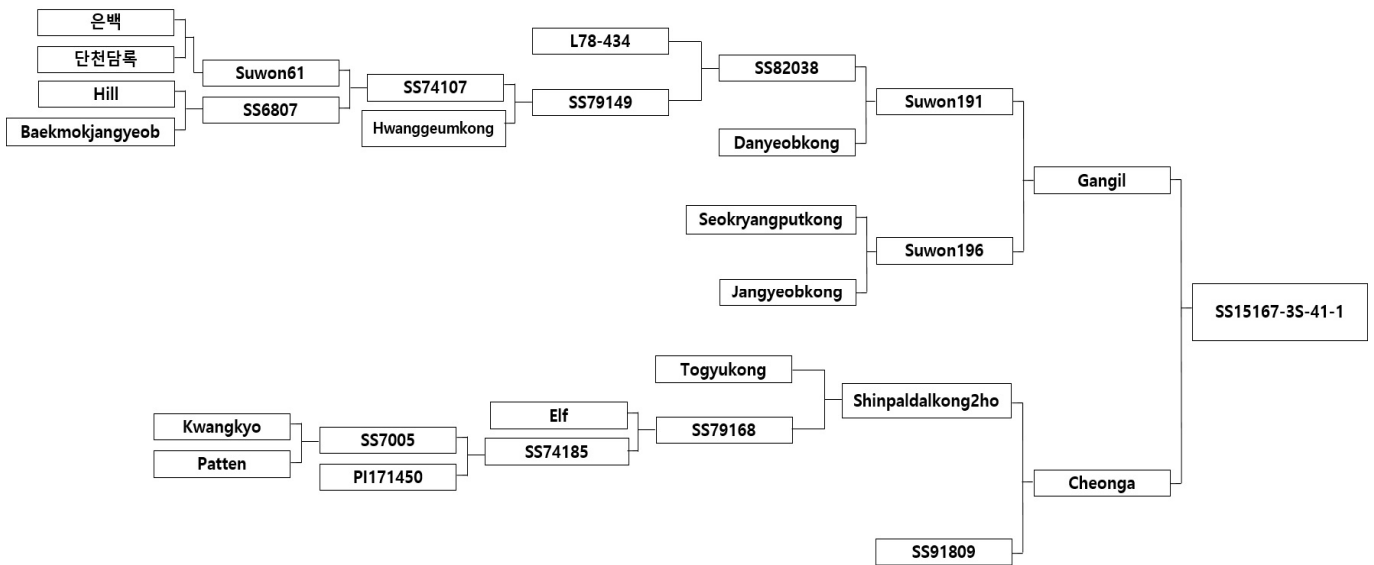 은백
단천담록
Hill
Baekmokjangyeob
Suwon61
SS6807
SS74107
Hwanggeumkong
L78-434
SS79149
SS82038
Danyeobkong
Suwon191
Seokryangputkong
Jangyeobkong
Suwon196
Gangil
SS15167-3S-41-1
Togyukong
Kwangkyo
Patten
SS7005
PI171450
Elf
SS74185
SS79168
Shinpaldalkong2ho
Cheonga
SS91809